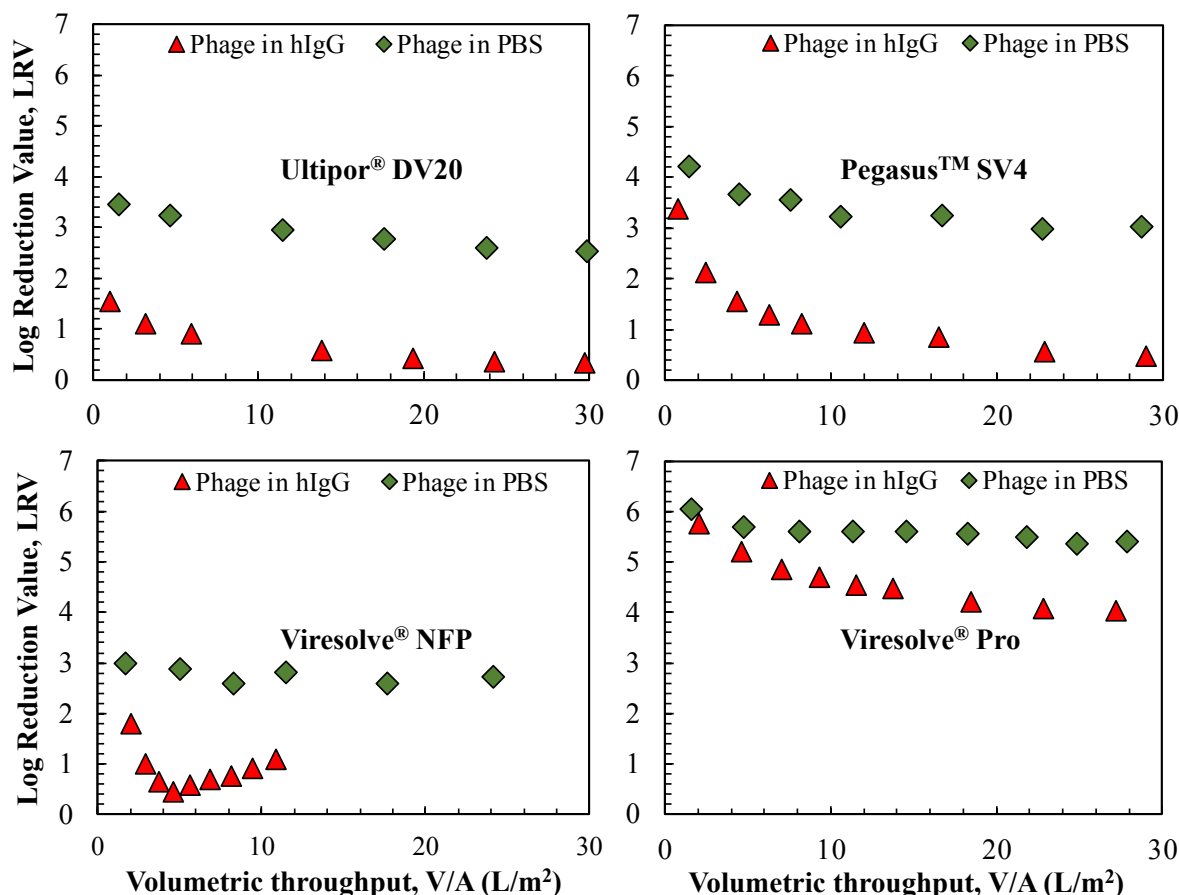 Log Reduction Value, LRV
7
6
5
4
3
2
1
0
Phage in hIgG
Phage in PBS
Ultipor® DV20
0 10 20 30
7
6
5
4
3
2
1
0
Phage in hIgG
Phage in PBS
Pegasus™ SV4
0 10 20 30
Log Reduction Value, LRV
7
6
5
4
3
2
1
0
Phage in hIgG
Phage in PBS
Viresolve® NFP
0 10 20 30
Volumetric throughput, V/A (L/m²)
7
6
5
4
3
2
1
0
Phage in hIgG
Phage in PBS
Viresolve® Pro
0 10 20 30
Volumetric throughput, V/A (L/m²)